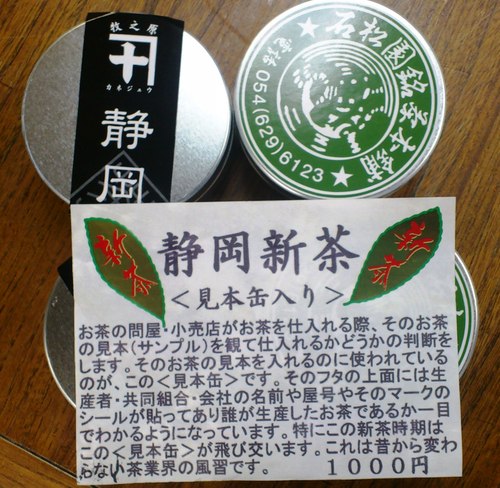 牧之原
カネジュウ
静岡
石松園銘茶本舗
電話 054(629)6123
新茶
新茶
静岡新茶
<見本缶入り>
お茶の問屋・小売店がお茶を仕入れる際、そのお茶
の見本(サンプル)を観て仕入れるかどうかの判断を
します。そのお茶の見本を入れるのに使われている
のが、この<見本缶>です。そのフタの上面には生
産者・共同組合・会社の名前や屋号やそのマークの
シールが貼ってあり誰が生産したお茶であるか一目
でわかるようになっています。特にこの新茶時期は
この<見本缶>が飛び交います。これは昔から変わ
らない茶業界の風習です。 1000円